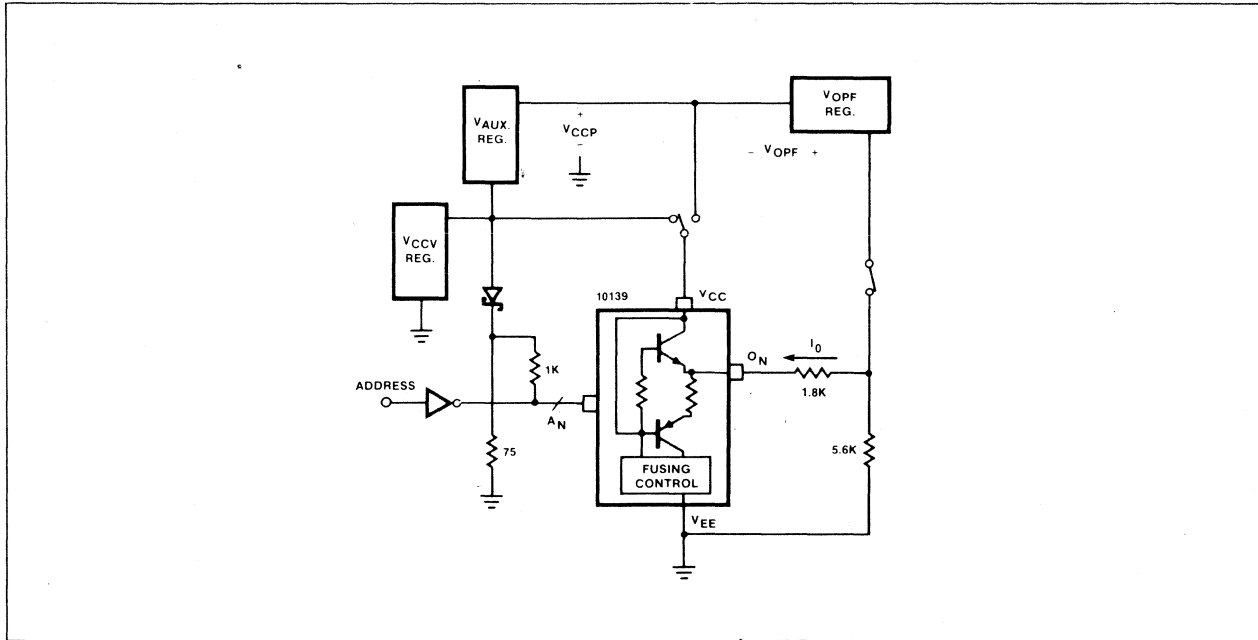 VAUX.
REG.
+
VCCP
-
VOPF
REG.
- VOPF +
VCCV
REG.
10139
VCC
ADDRESS
1K
AN
75
ON
I0
1.8K
5.6K
FUSING
CONTROL
VEE